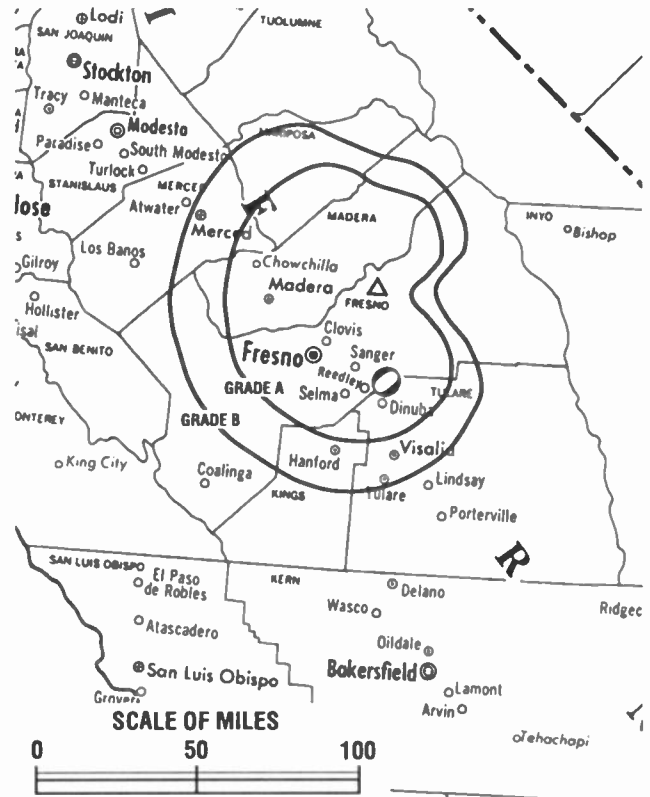 Lodi
TUOLUMNE
SAN JOAQUIN
Stockton
Tracy
Manteca
Modesto
MARIPOSA
Paradise
South Modesto
Turlock
STANISLAUS
MERCED
Jose
Atwater
Merced
MADERA
INYO
Bishop
Los Banos
Gilroy
Chowchilla
Madera
FRESNO
Hollister
isal
SAN BENITO
Clovis
Fresno
Sanger
Reedley
GRADE A
Selma
TULARE
Dinuba
ONTEREY
GRADE B
King City
Coalinga
Hanford
Visalia
Lindsay
Tulare
KINGS
Porterville
R
SAN LUIS OBISPO
El Paso
de Robles
KERN
Delano
Wasco
Ridgec
Atascadero
Oildale
San Luis Obispo
Bakersfield
Grover
Lamont
Arvin
Tehachapi
SCALE OF MILES
0 50 100